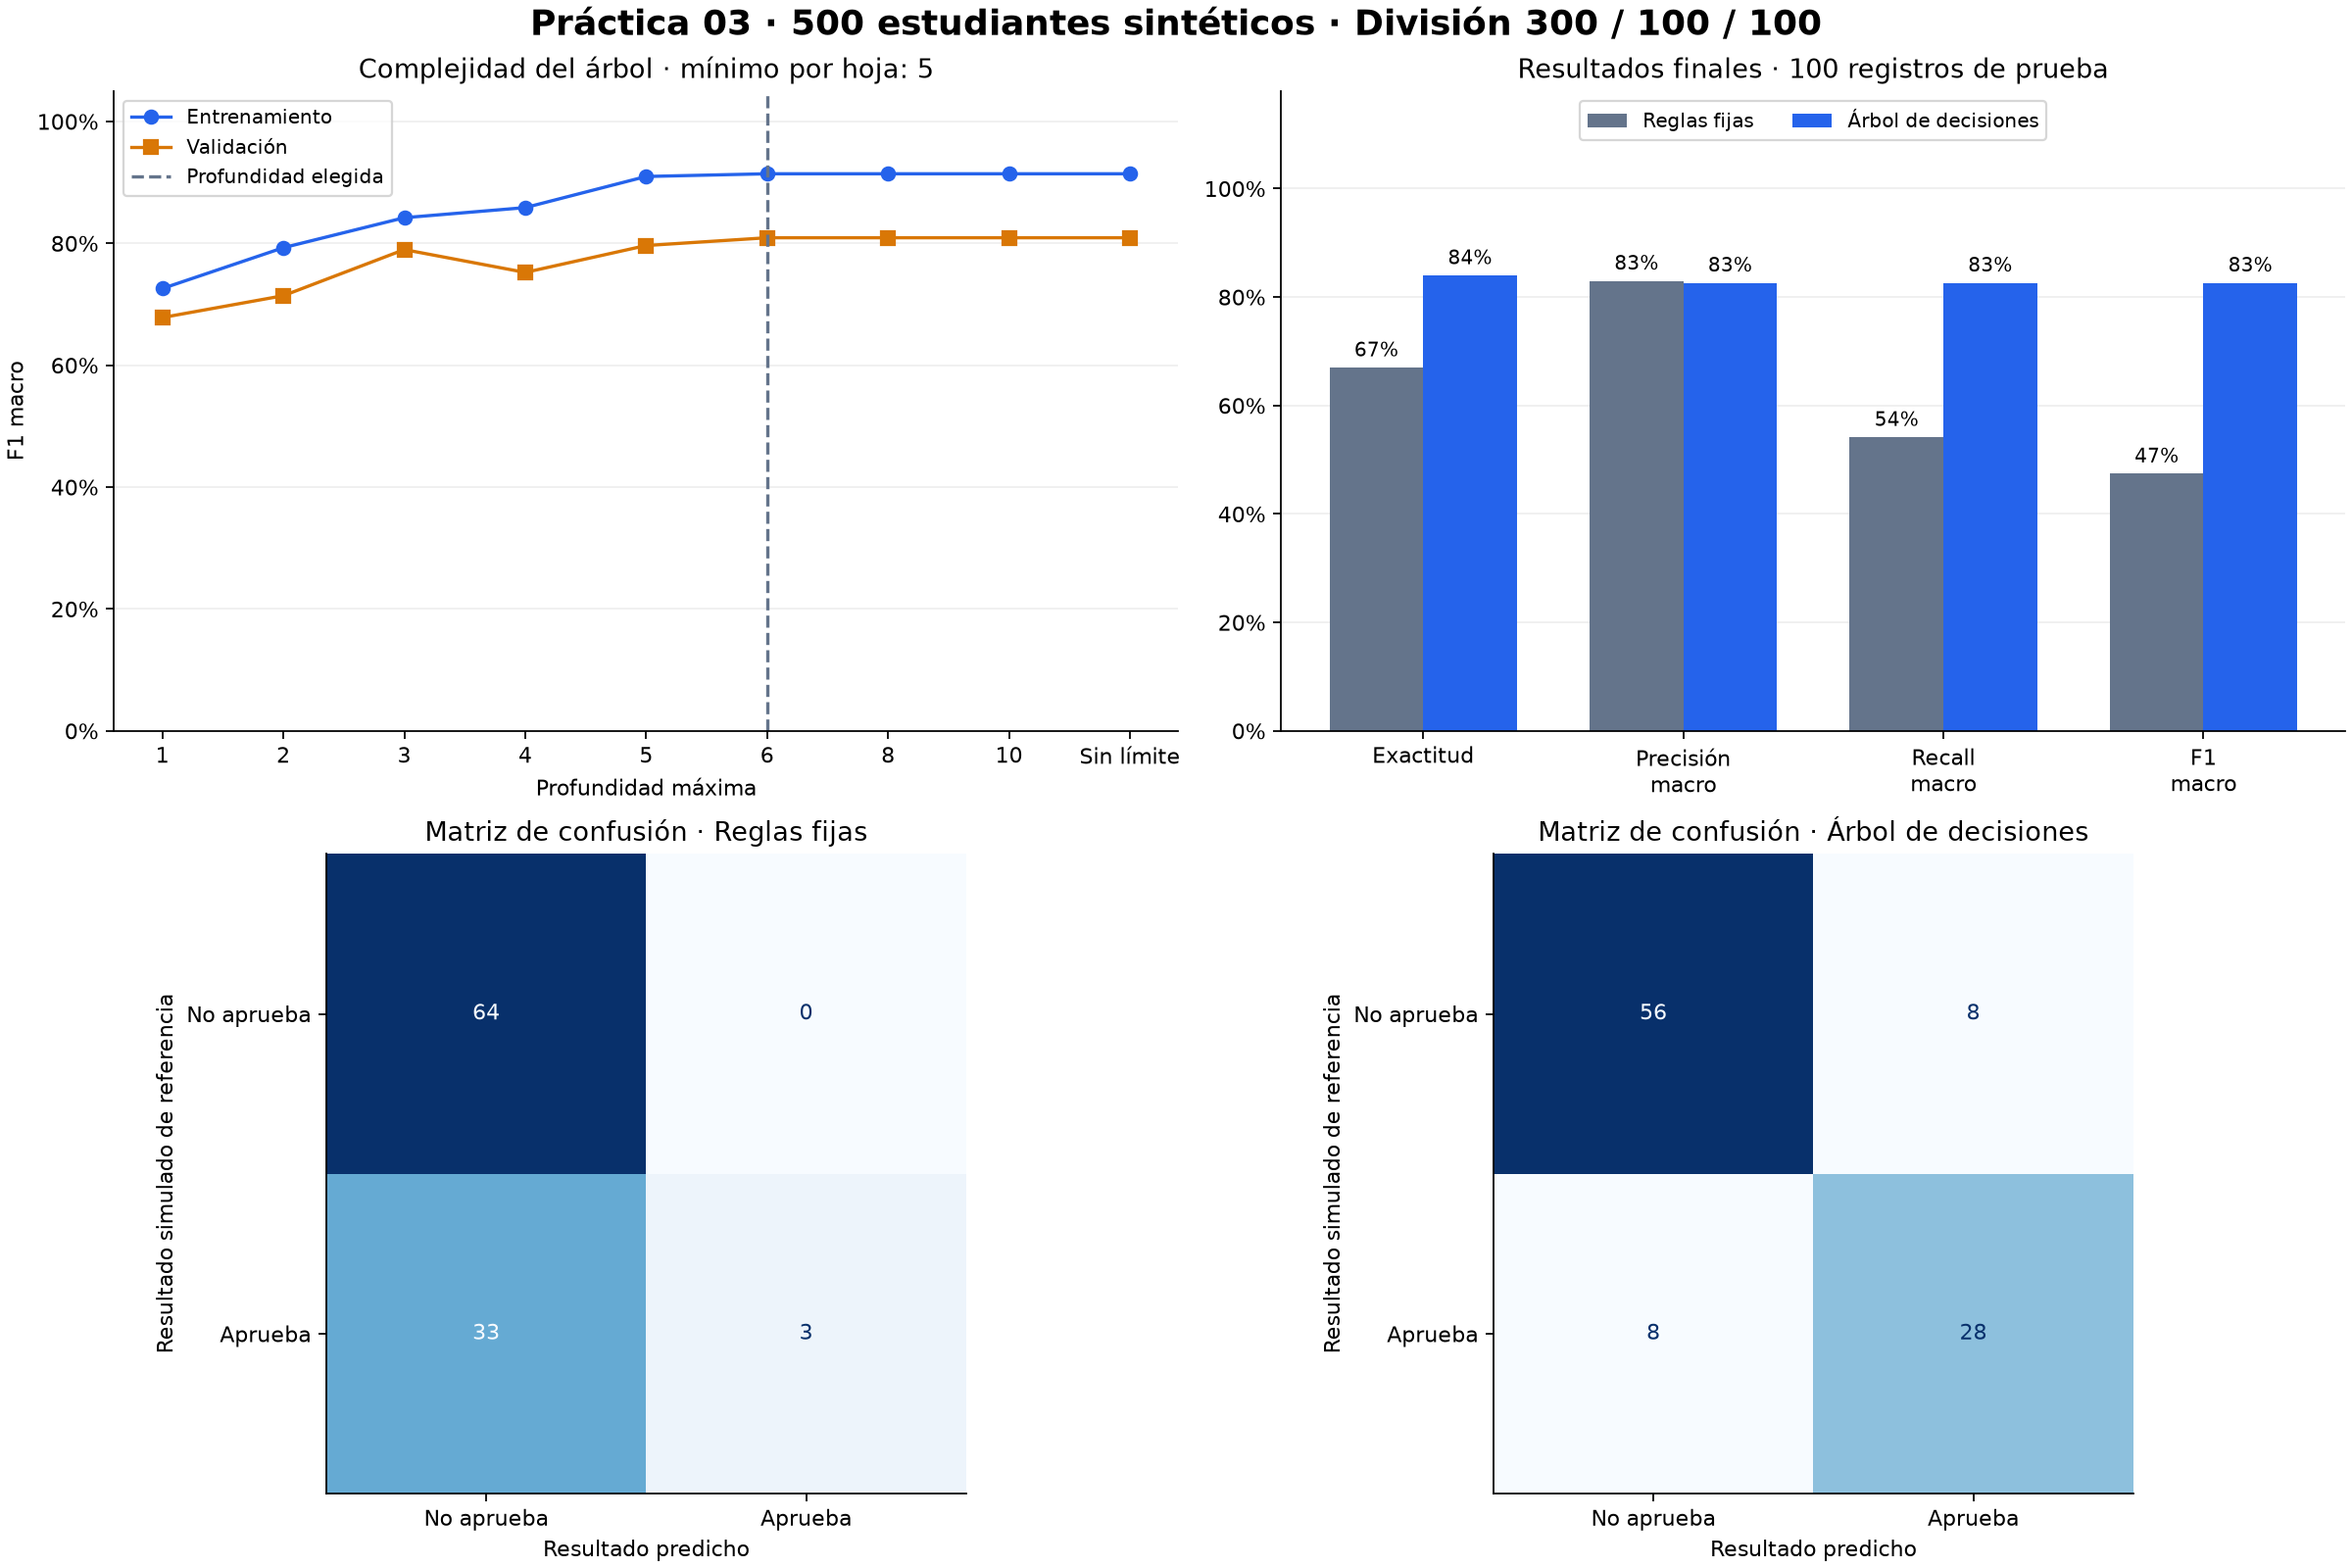 Práctica 03 · 500 estudiantes sintéticos · División 300 / 100 / 100
Complejidad del árbol · mínimo por hoja: 5
Entrenamiento
Validación
Profundidad elegida
100%
80%
60%
40%
20%
0%
F1 macro
1 2 3 4 5 6 8 10 Sin límite
Profundidad máxima
Resultados finales · 100 registros de prueba
Reglas fijas Árbol de decisiones
100%
80%
60%
40%
20%
0%
67% 84% 83% 83% 54% 83% 47% 83%
Exactitud Precisión Recall F1
macro macro macro
Matriz de confusión · Reglas fijas
Resultado simulado de referencia
No aprueba 64 0
Aprueba 33 3
No aprueba Aprueba
Resultado predicho
Matriz de confusión · Árbol de decisiones
Resultado simulado de referencia
No aprueba 56 8
Aprueba 8 28
No aprueba Aprueba
Resultado predicho